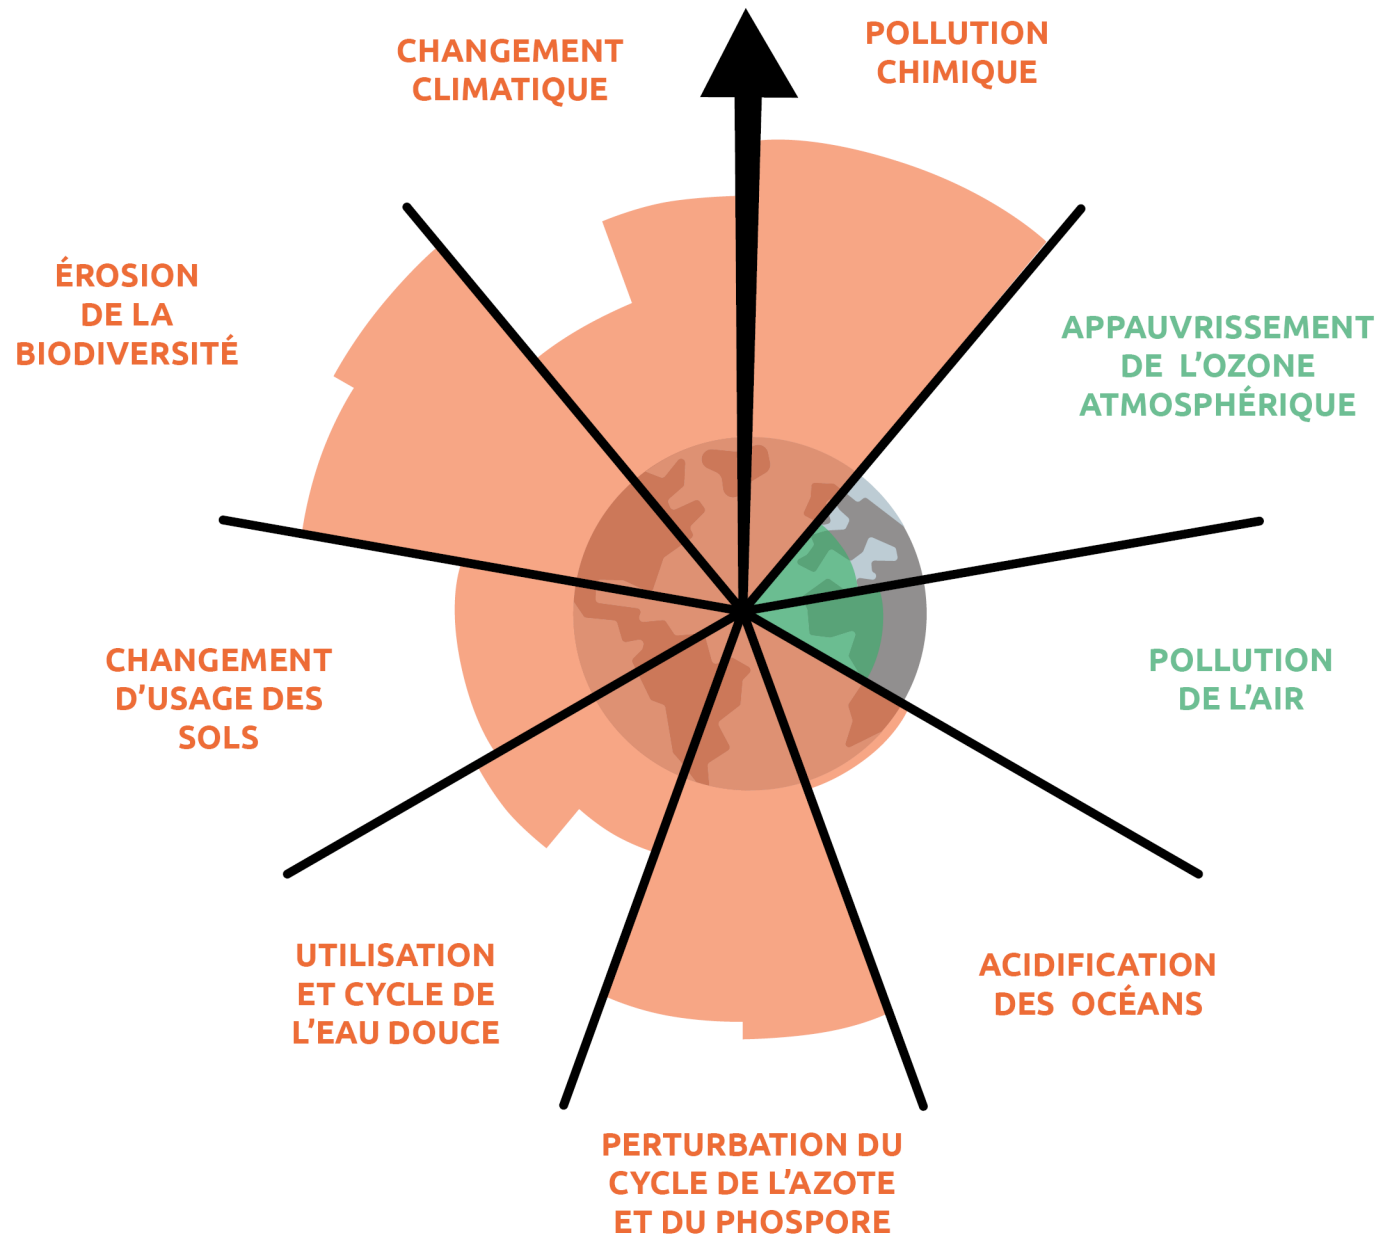 CHANGEMENT
CLIMATIQUE
POLLUTION
CHIMIQUE
ÉROSION
DE LA
BIODIVERSITÉ
APPAUVRISSEMENT
DE L'OZONE
ATMOSPHÉRIQUE
CHANGEMENT
D'USAGE DES
SOLS
POLLUTION
DE L'AIR
UTILISATION
ET CYCLE DE
L'EAU DOUCE
ACIDIFICATION
DES OCÉANS
PERTURBATION DU
CYCLE DE L'AZOTE
ET DU PHOSPORE